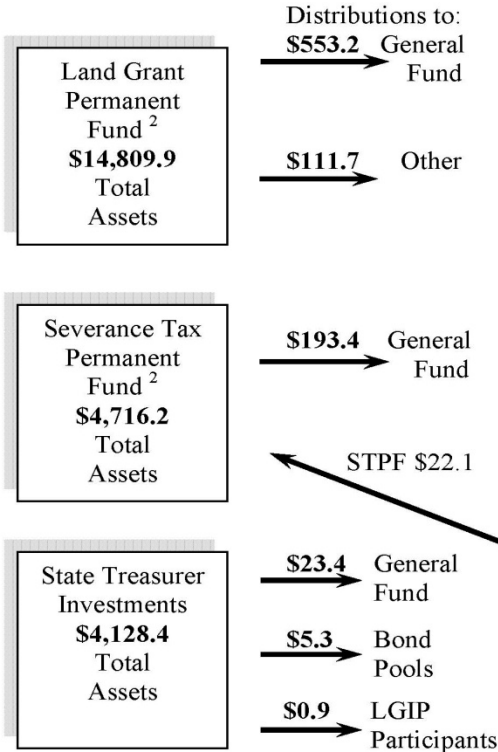 Distributions to:
Land Grant
Permanent
Fund 2
$14,809.9
Total
Assets
$553.2 General
Fund
$111.7 Other
Severance Tax
Permanent
Fund 2
$4,716.2
Total
Assets
$193.4 General
Fund
STPF $22.1
State Treasurer
Investments
$4,128.4
Total
Assets
$23.4 General
Fund
$5.3 Bond
Pools
$0.9 LGIP
Participants